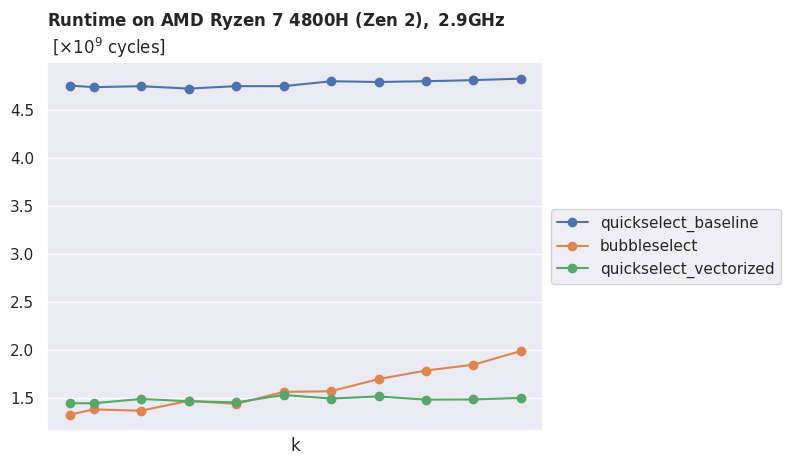 Runtime on AMD Ryzen 7 4800H (Zen 2), 2.9GHz
[×10⁹ cycles]
4.5
4.0
3.5
3.0
2.5
2.0
1.5
k
quickselect_baseline
bubbleselect
quickselect_vectorized